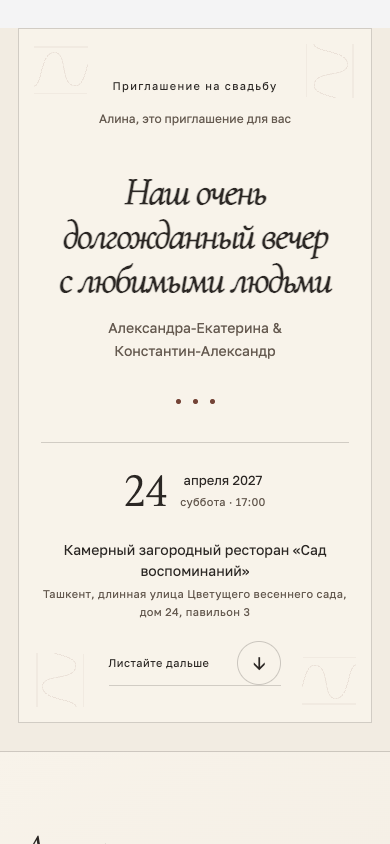 Приглашение на свадьбу
Алина, это приглашение для вас
Наш очень
долгожданный вечер
с любимыми людьми
Александра-Екатерина &
Константин-Александр
24
апреля 2027
суббота · 17:00
Камерный загородный ресторан «Сад
воспоминаний»
Ташкент, длинная улица Цветущего весеннего сада,
дом 24, павильон 3
Листайте дальше